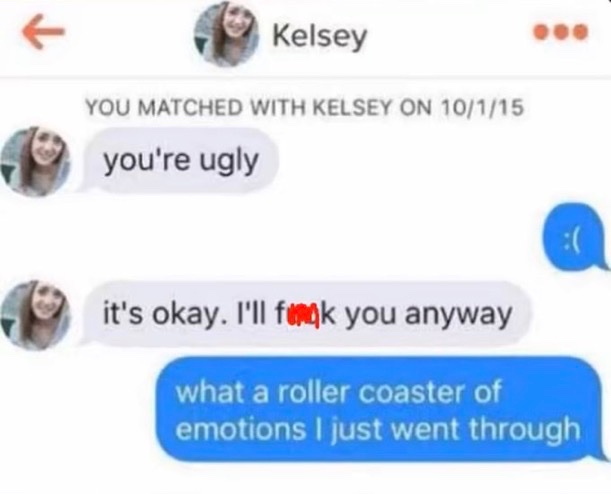 Kelsey
YOU MATCHED WITH KELSEY ON 10/1/15
you're ugly
:(
it's okay. I'll you anyway
what a roller coaster of
emotions I just went through